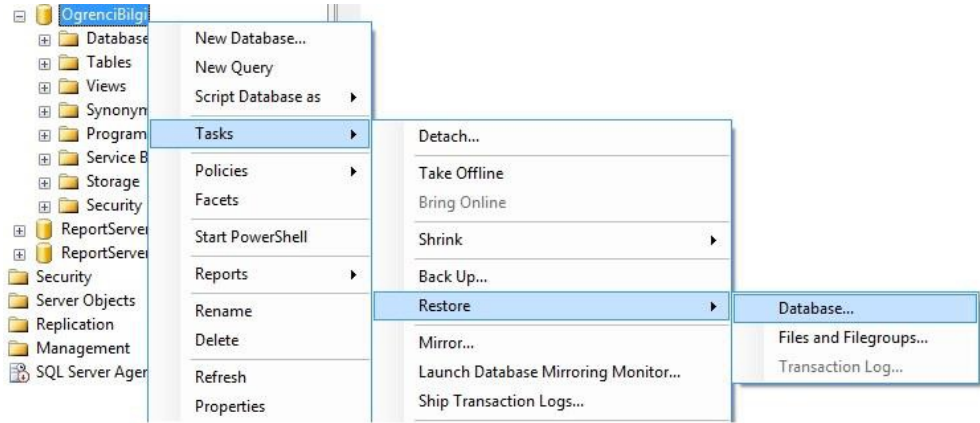 OgrenciBilgi
Database
Tables
Views
Synonym
Program
Service B
Storage
Security
ReportServer
ReportServer
Security
Server Objects
Replication
Management
SQL Server Agen
New Database...
New Query
Script Database as
Tasks
Policies
Facets
Start PowerShell
Reports
Rename
Delete
Refresh
Properties
Detach...
Take Offline
Bring Online
Shrink
Back Up...
Restore
Mirror...
Launch Database Mirroring Monitor...
Ship Transaction Logs...
Database...
Files and Filegroups...
Transaction Log...